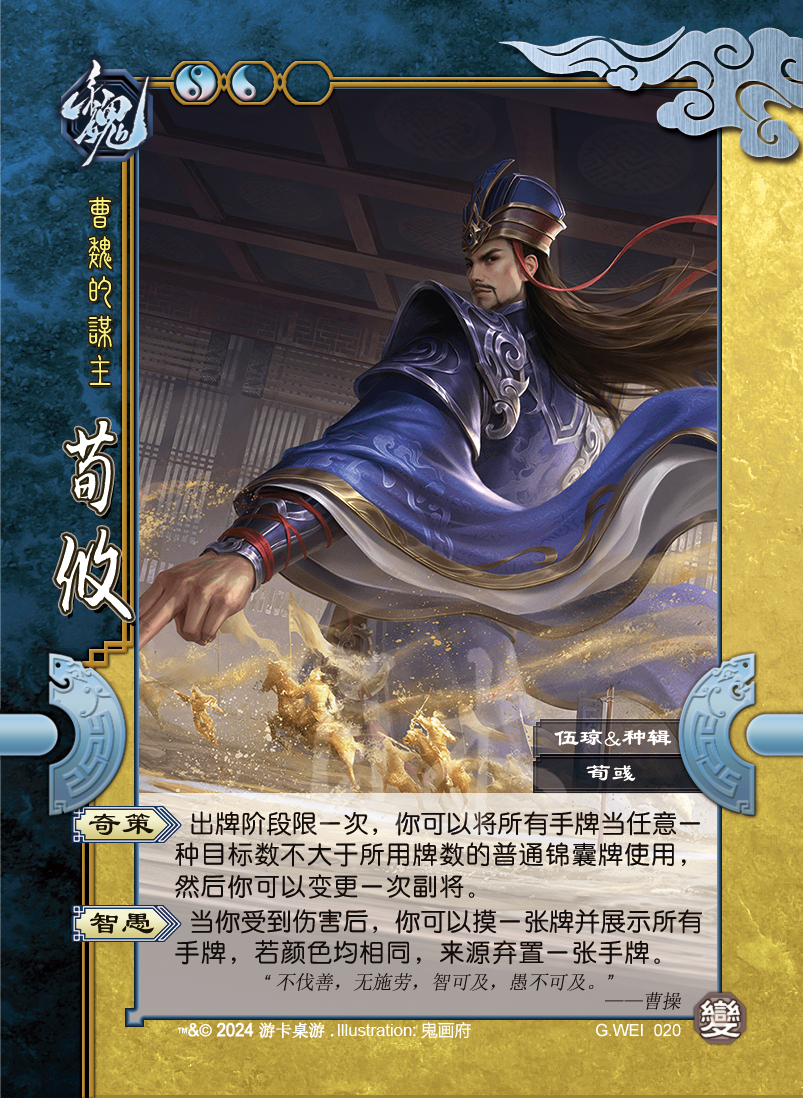 魏
曹魏的謀主
荀攸
伍琼&种辑
荀彧
奇策
出牌阶段限一次，你可以将所有手牌当任意一
种目标数不大于所用牌数的普通锦囊牌使用，
然后你可以变更一次副将。
智愚
当你受到伤害后，你可以摸一张牌并展示所有
手牌，若颜色均相同，来源弃置一张手牌。
“不伐善，无施劳，智可及，愚不可及。”
——曹操
™&© 2024 游卡桌游 . Illustration: 鬼画府
G.WEI 020
變